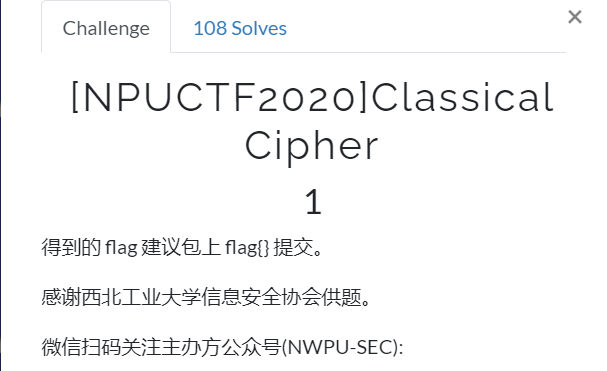 Challenge
108 Solves
×
[NPUCTF2020]Classical
Cipher
1
得到的 flag 建议包上 flag{} 提交。
感谢西北工业大学信息安全协会供题。
微信扫码关注主办方公众号(NWPU-SEC):